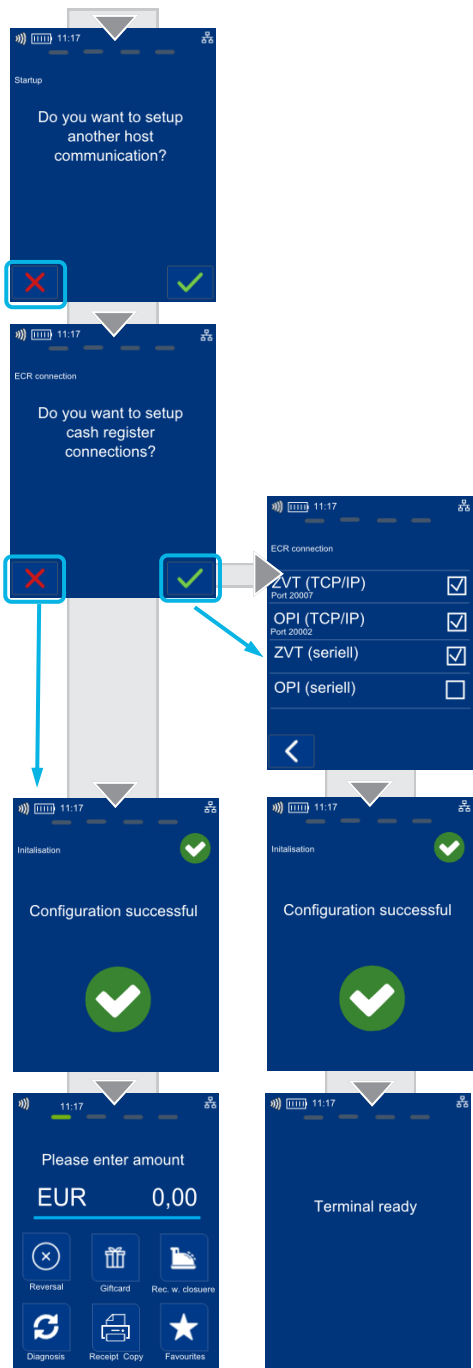 11:17
Startup
Do you want to setup
another host
communication?
11:17
ECR connection
Do you want to setup
cash register
connections?
11:17
ECR connection
ZVT (TCP/IP)
Port 20007
OPI (TCP/IP)
Port 20002
ZVT (seriell)
OPI (seriell)
11:17
Initalisation
Configuration successful
11:17
Initalisation
Configuration successful
11:17
Please enter amount
EUR 0,00
Reversal Giftcard Rec. w. closuere
Diagnosis Receipt Copy Favourites
11:17
Terminal ready